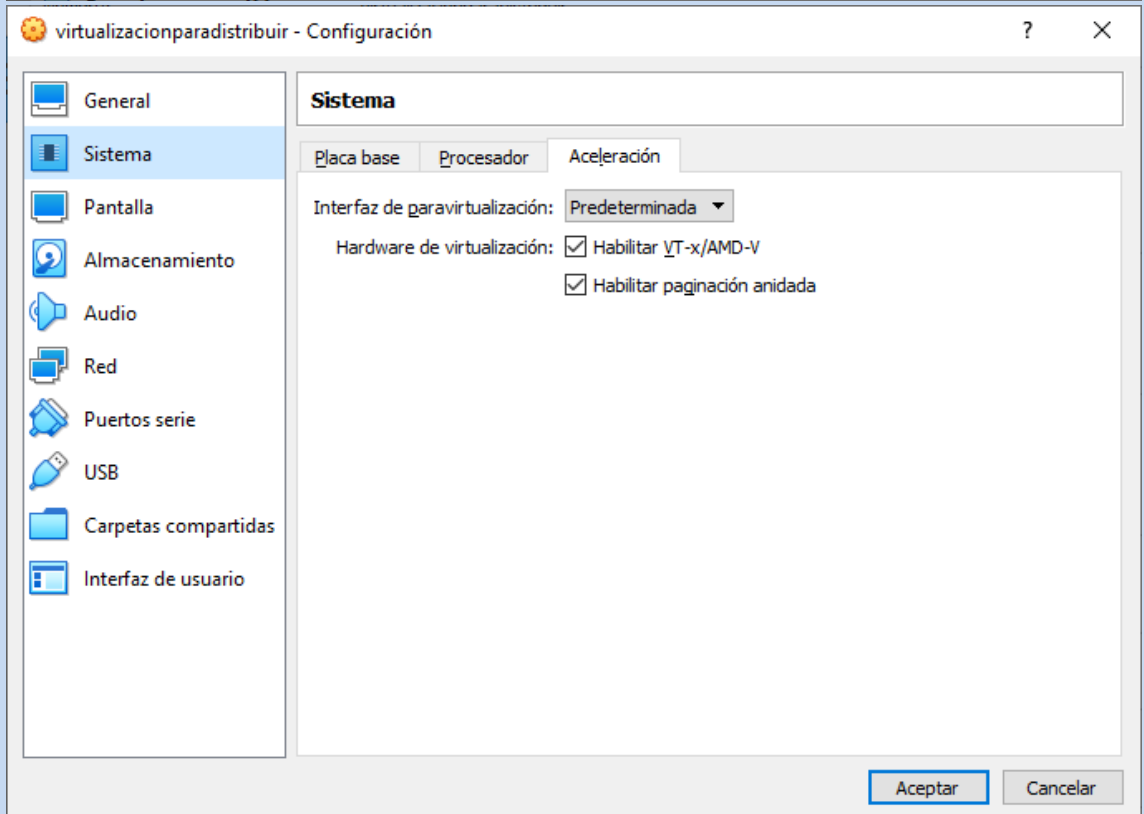 virtualizacionparadistribuir - Configuración ?
General
Sistema
Pantalla
Almacenamiento
Audio
Red
Puertos serie
USB
Carpetas compartidas
Interfaz de usuario
Sistema
Placa base Procesador Aceleración
Interfaz de paravirtualización: Predeterminada
Hardware de virtualización: Habilitar VT-x/AMD-V
Habilitar paginación anidada
Aceptar Cancelar